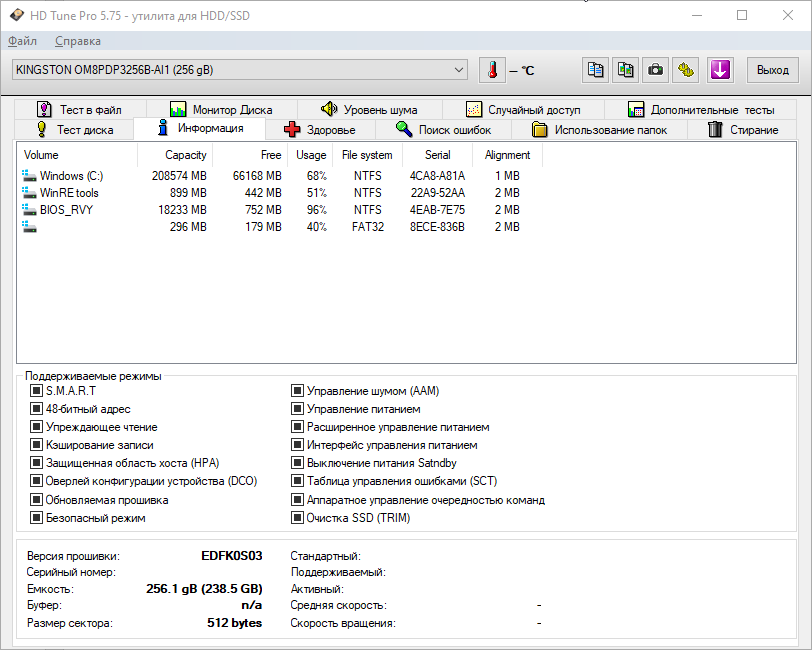 HD Tune Pro 5.75 - утилита для HDD/SSD
Файл Справка
KINGSTON OM8PDP3256B-AI1 (256 gB) – °C Выход
Тест в файл Монитор Диска Уровень шума Случайный доступ Дополнительные тесты
Тест диска Информация Здоровье Поиск ошибок Использование папок Стирание
Volume Capacity Free Usage File system Serial Alignment
Windows (C:) 208574 MB 66168 MB 68% NTFS 4CA8-A81A 1 MB
WinRE tools 899 MB 442 MB 51% NTFS 22A9-52AA 2 MB
BIOS_RVY 18233 MB 752 MB 96% NTFS 4EAB-7E75 2 MB
296 MB 179 MB 40% FAT32 8ECE-836B 2 MB
Поддерживаемые режимы
S.M.A.R.T Управление шумом (AAM)
48-битный адрес Управление питанием
Упреждающее чтение Расширенное управление питанием
Кэширование записи Интерфейс управления питанием
Защищенная область хоста (HPA) Выключение питания Satndby
Оверлей конфигурации устройства (DCO) Таблица управления ошибками (SCT)
Обновляемая прошивка Аппаратное управление очередностью команд
Безопасный режим Очистка SSD (TRIM)
Версия прошивки: EDFK0S03 Стандартный:
Серийный номер: Поддерживаемый:
Емкость: 256.1 gB (238.5 GB) Активный:
Буфер: n/a Средняя скорость: -
Размер сектора: 512 bytes Скорость вращения: -